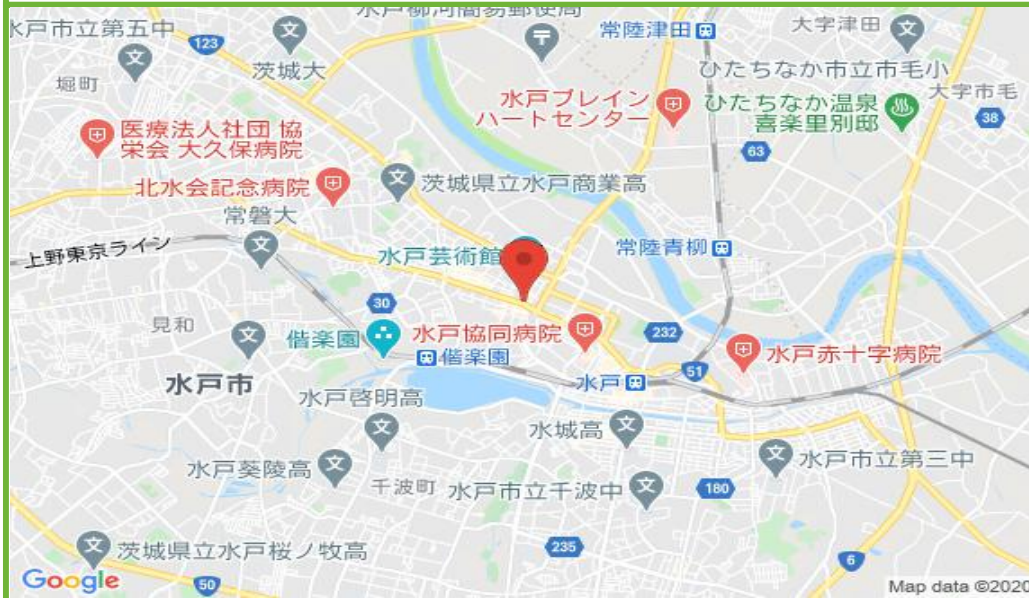 水戸市立第五中
123
茨城大
水戸柳河簡易郵便局
常陸津田
大字津田
堀町
ひたちなか市立市毛小
水戸ブレイン
ハートセンター
ひたちなか温泉
喜楽里別邸
大字市毛
38
医療法人社団 協
栄会 大久保病院
63
北水会記念病院
茨城県立水戸商業高
常磐大
上野東京ライン
水戸芸術館
常陸青柳
30
見和
偕楽園
水戸協同病院
232
偕楽園
水戸赤十字病院
水戸市
水戸
51
水戸啓明高
水城高
水戸葵陵高
千波町
水戸市立千波中
水戸市立第三中
180
茨城県立水戸桜ノ牧高
235
6
Google
50
Map data ©2020